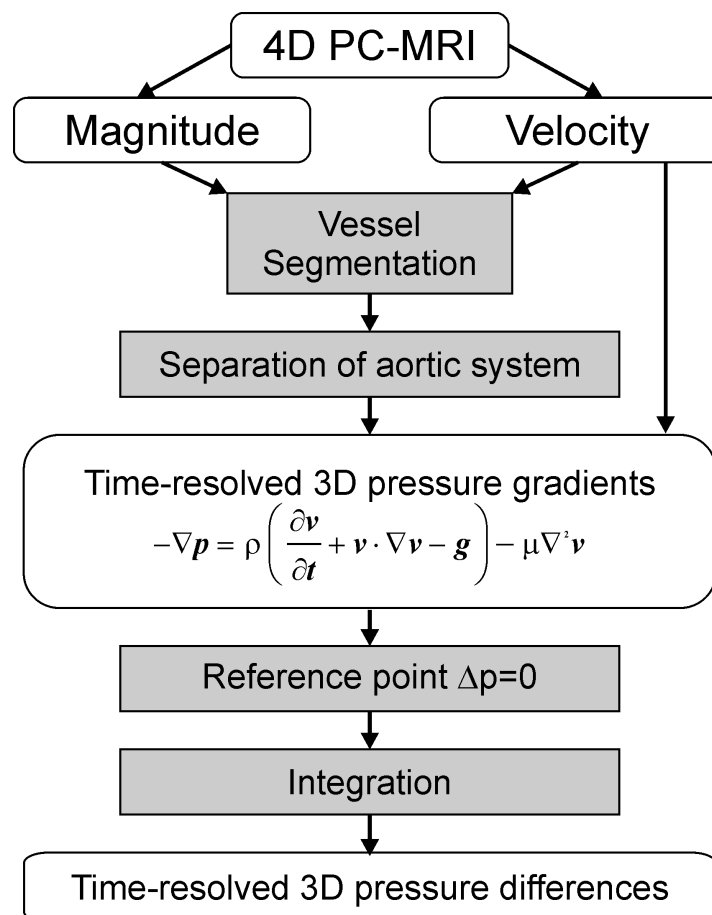 4D PC-MRI
Magnitude
Velocity
Vessel
Segmentation
Separation of aortic system
Time-resolved 3D pressure gradients
−∇p = ρ(∂v/∂t + v · ∇v − g) − μ∇²v
Reference point Δp=0
Integration
Time-resolved 3D pressure differences